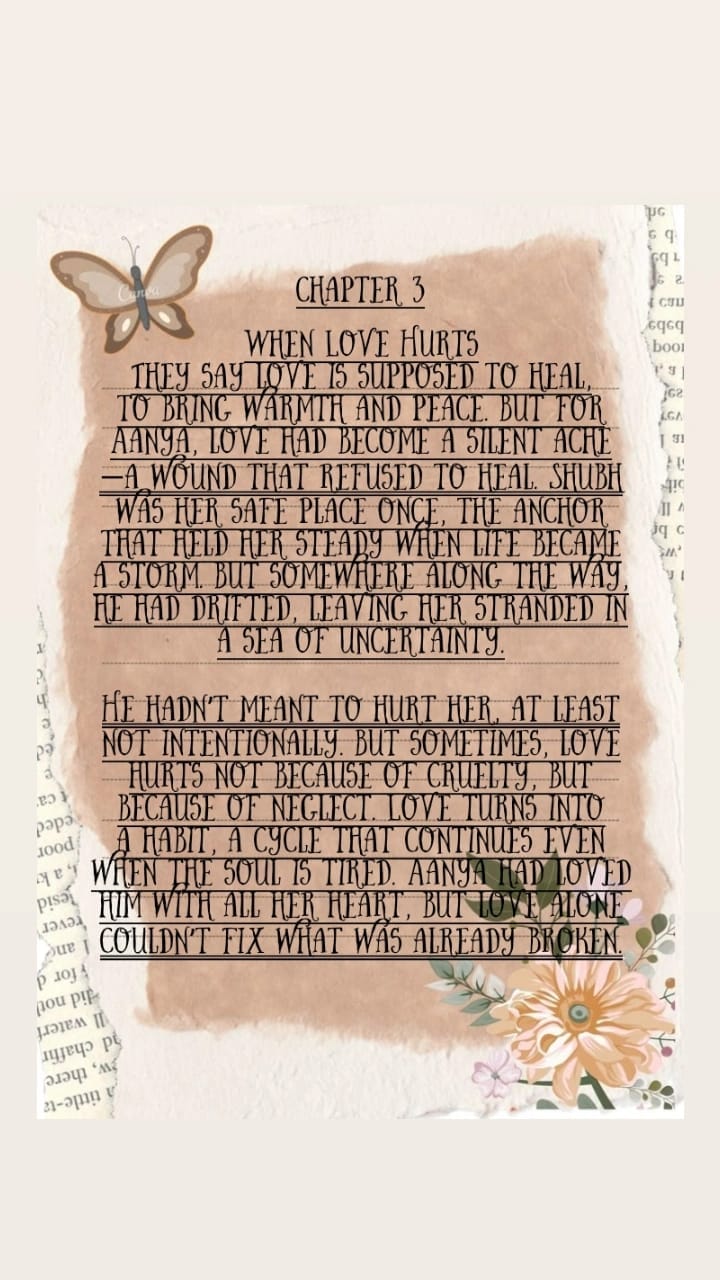 CHAPTER 3
WHEN LOVE HURTS
THEY SAY LOVE IS SUPPOSED TO HEAL,
TO BRING WARMTH AND PEACE. BUT FOR
AANYA, LOVE HAD BECOME A SILENT ACHE
—A WOUND THAT REFUSED TO HEAL. SHUBH
WAS HER SAFE PLACE ONCE, THE ANCHOR
THAT HELD HER STEADY WHEN LIFE BECAME
A STORM. BUT SOMEWHERE ALONG THE WAY,
HE HAD DRIFTED, LEAVING HER STRANDED IN
A SEA OF UNCERTAINTY.
HE HADN'T MEANT TO HURT HER, AT LEAST
NOT INTENTIONALLY. BUT SOMETIMES, LOVE
HURTS NOT BECAUSE OF CRUELTY, BUT
BECAUSE OF NEGLECT. LOVE TURNS INTO
A HABIT, A CYCLE THAT CONTINUES EVEN
WHEN THE SOUL IS TIRED. AANYA HAD LOVED
HIM WITH ALL HER HEART, BUT LOVE ALONE
COULDN'T FIX WHAT WAS ALREADY BROKEN.
Canva